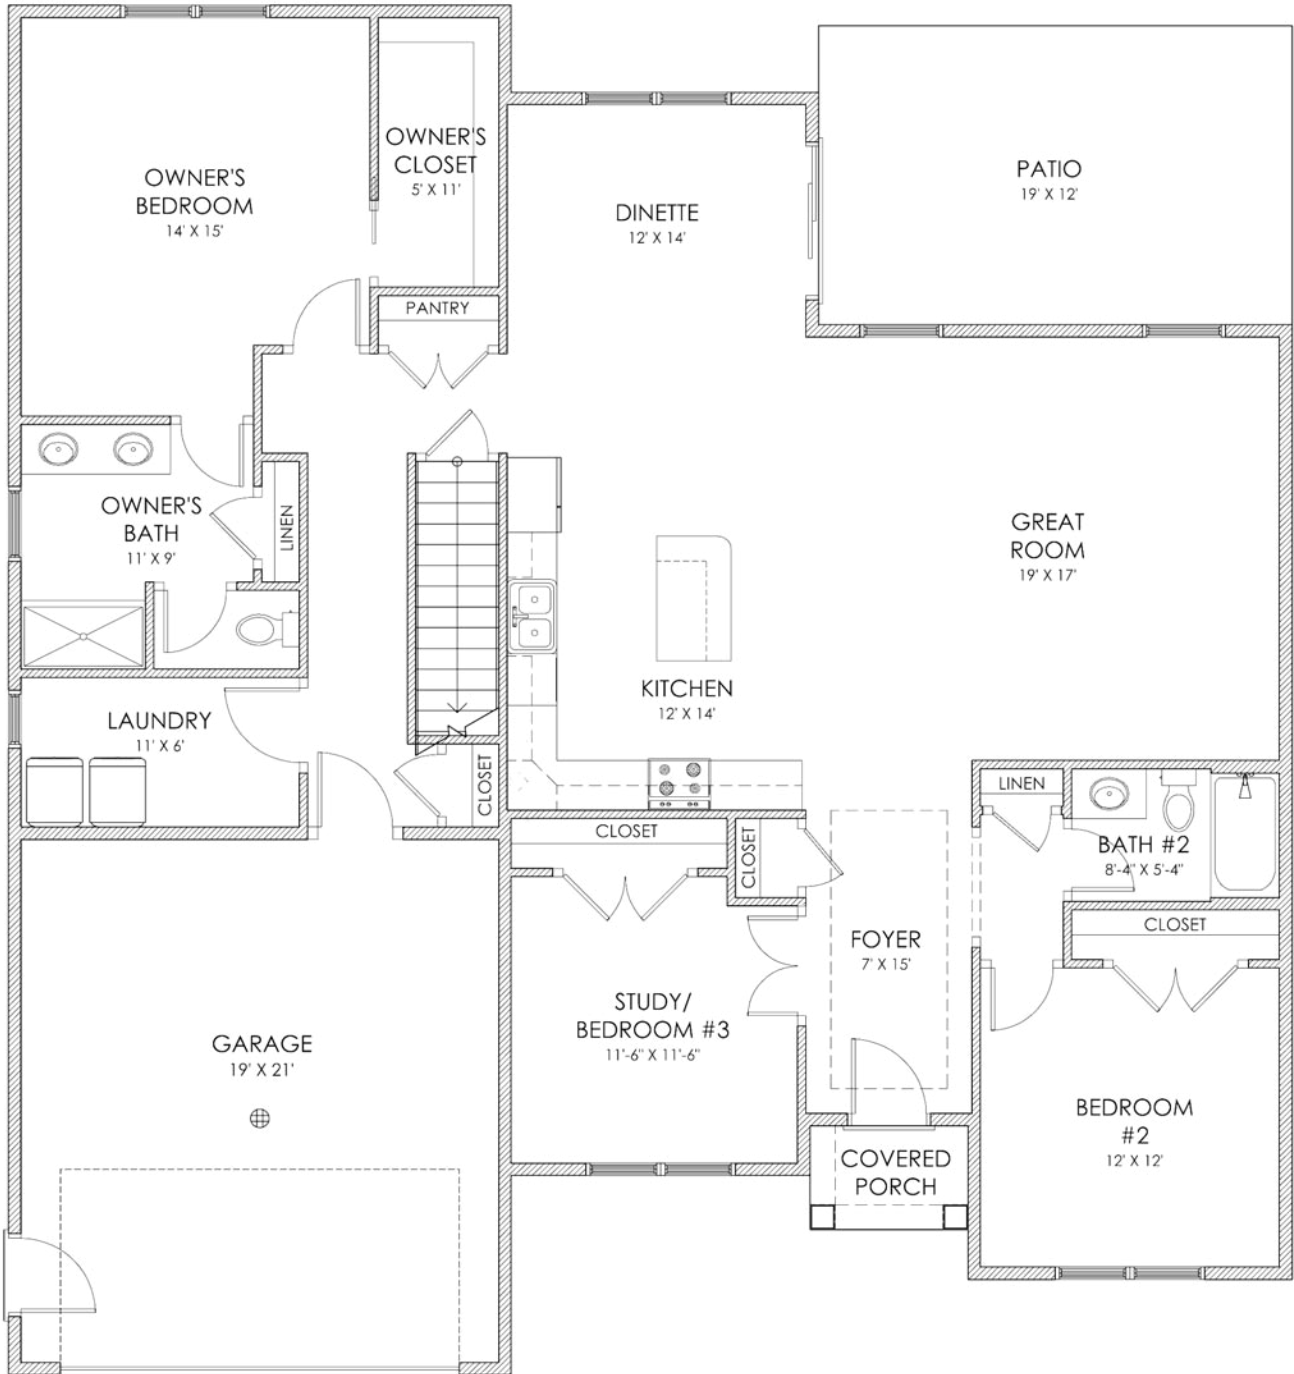 OWNER'S
BEDROOM
14' X 15'
OWNER'S
CLOSET
5' X 11'
PANTRY
DINETTE
12' X 14'
PATIO
19' X 12'
OWNER'S
BATH
11' X 9'
LINEN
GREAT
ROOM
19' X 17'
KITCHEN
12' X 14'
LAUNDRY
11' X 6'
CLOSET
CLOSET
CLOSET
LINEN
BATH #2
8'-4" X 5'-4"
CLOSET
FOYER
7' X 15'
STUDY/
BEDROOM #3
11'-6" X 11'-6"
GARAGE
19' X 21'
BEDROOM
#2
12' X 12'
COVERED
PORCH